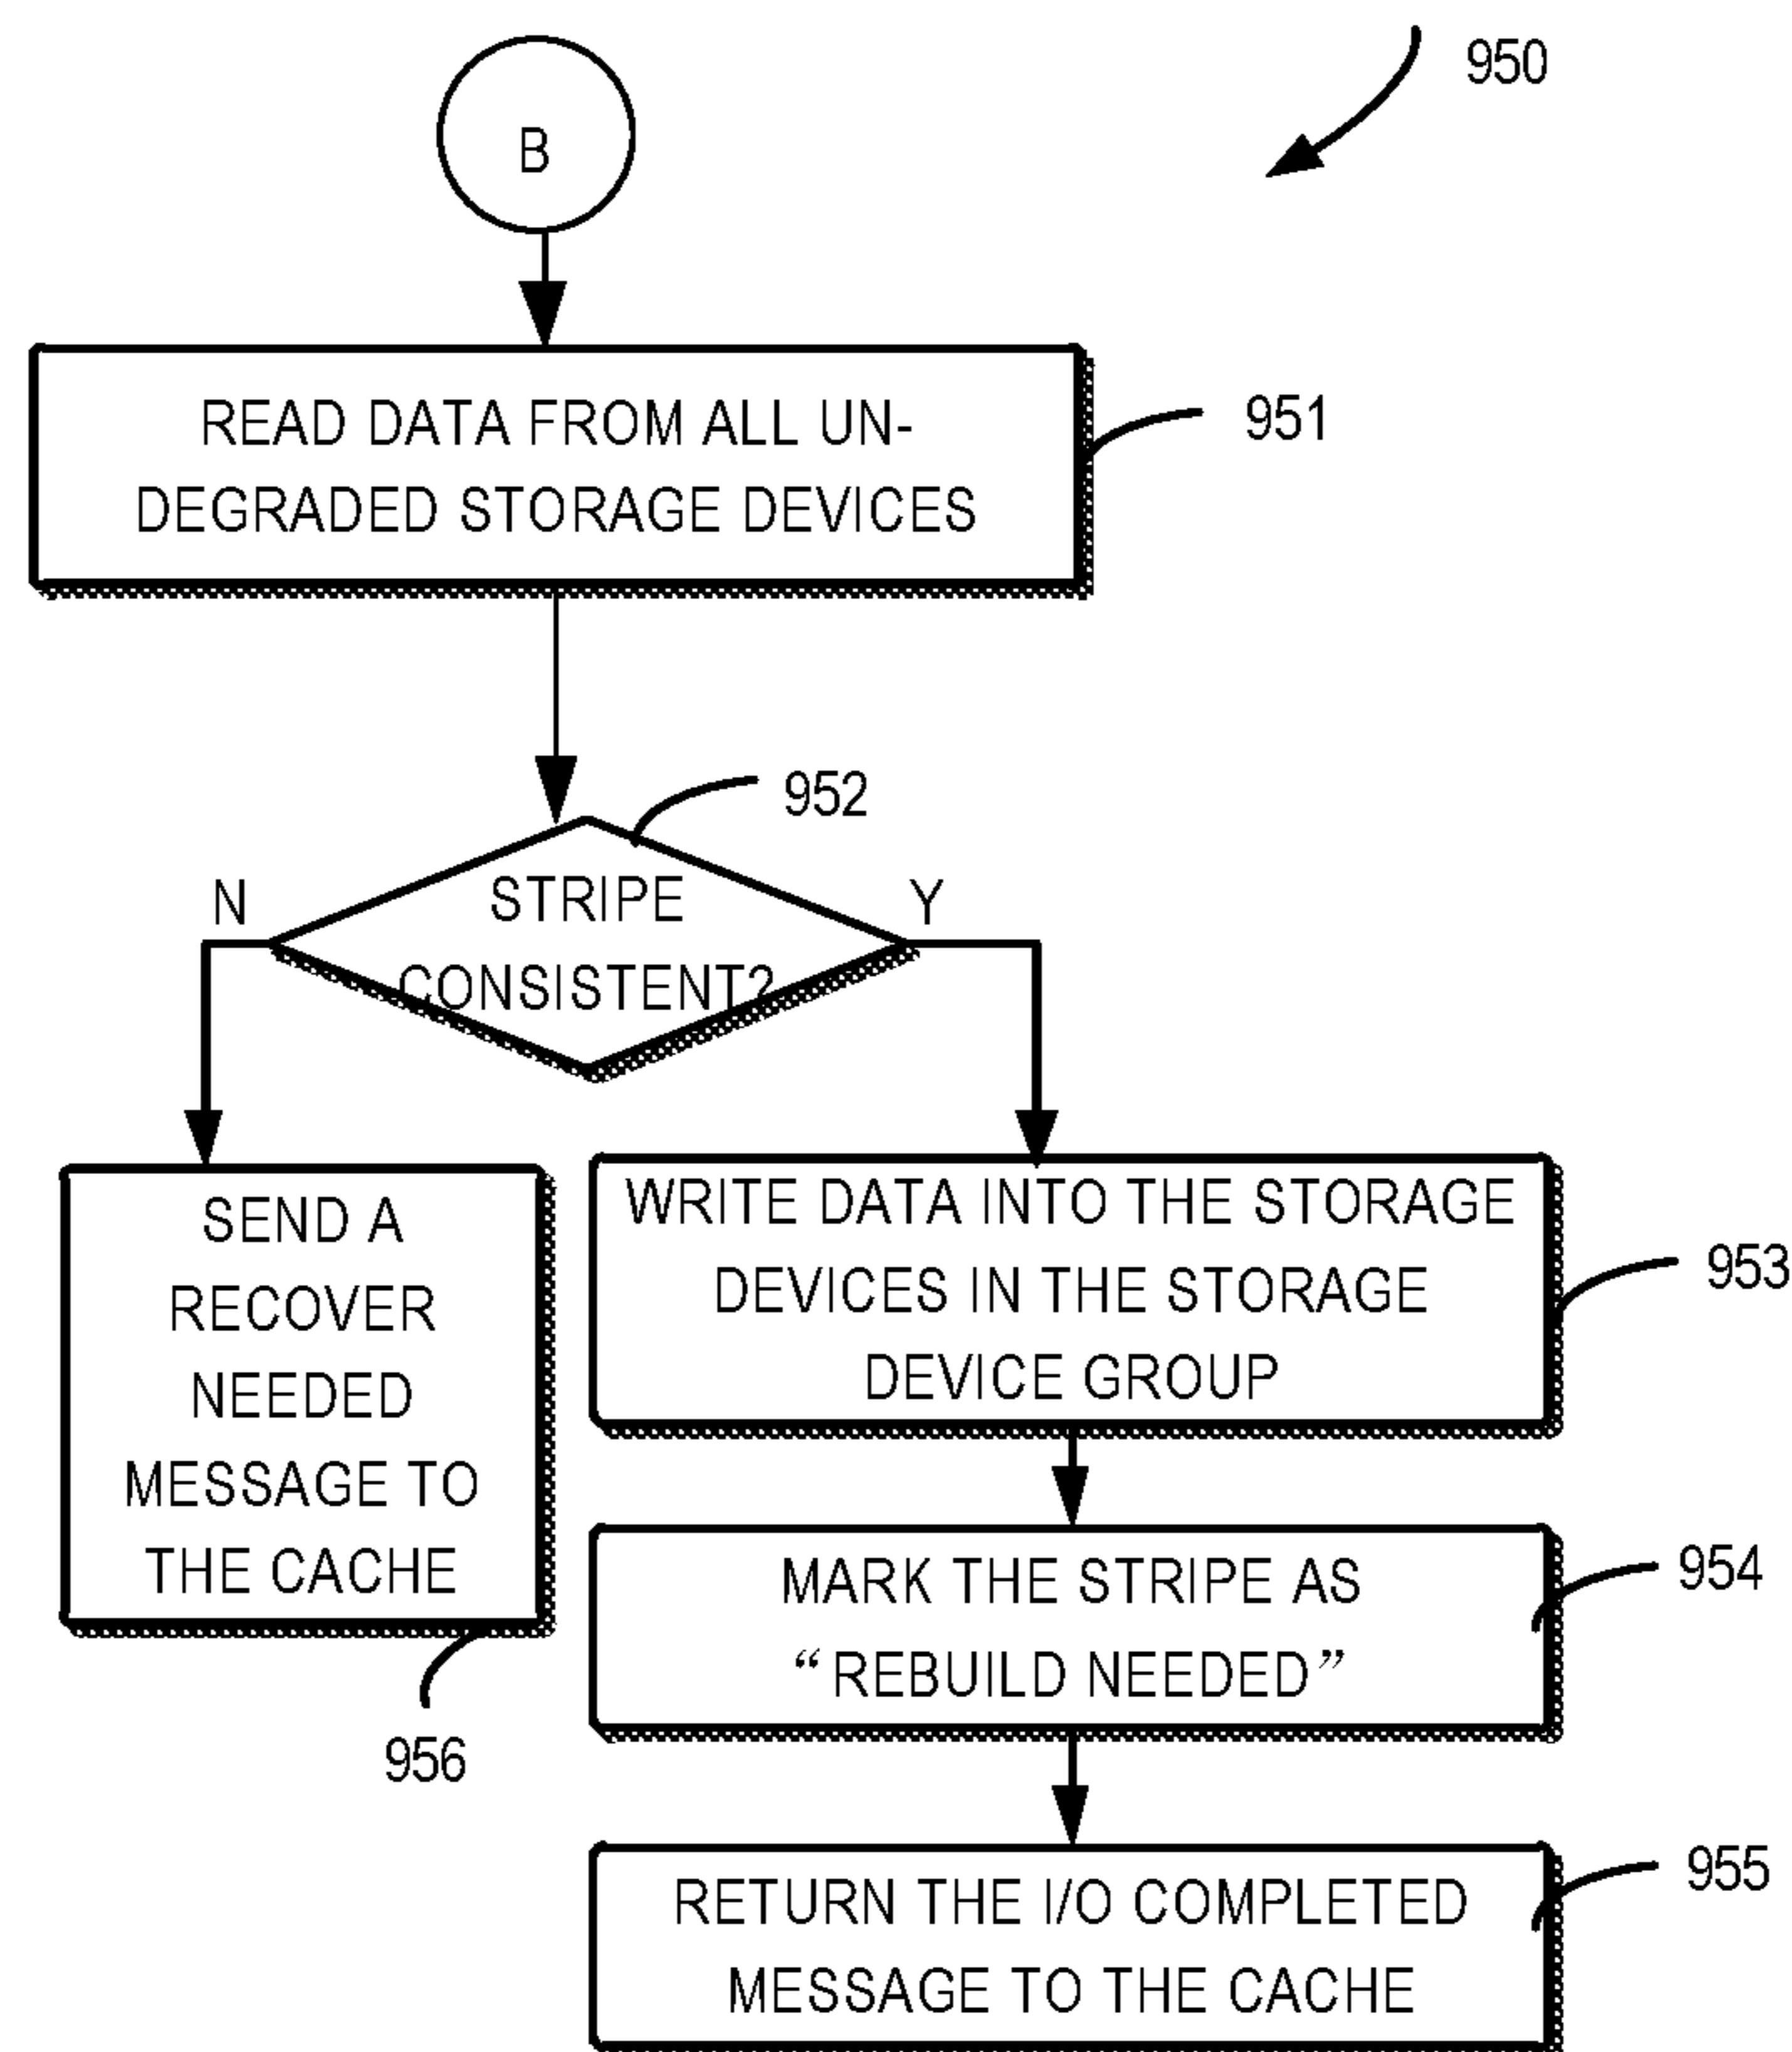 950
B
READ DATA FROM ALL UN-
DEGRADED STORAGE DEVICES
951
952
STRIPE
CONSISTENT?
N
Y
SEND A
RECOVER
NEEDED
MESSAGE TO
THE CACHE
956
WRITE DATA INTO THE STORAGE
DEVICES IN THE STORAGE
DEVICE GROUP
953
MARK THE STRIPE AS
“REBUILD NEEDED”
954
RETURN THE I/O COMPLETED
MESSAGE TO THE CACHE
955